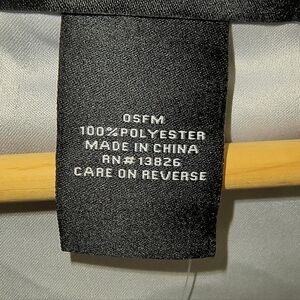 OSFM
100%POLYESTER
MADE IN CHINA
RN#13826
CARE ON REVERSE